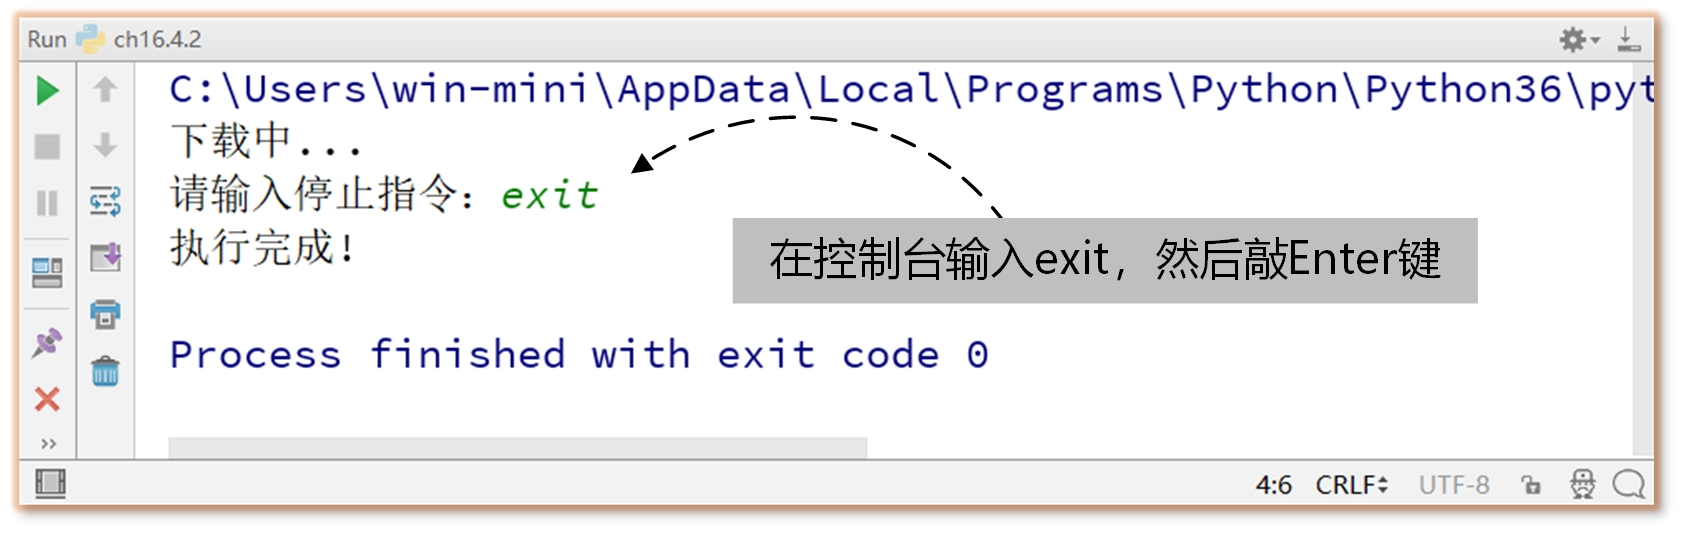 Run ch16.4.2
C:\Users\win-mini\AppData\Local\Programs\Python\Python36\pyt
下载中...
请输入停止指令：exit
执行完成！
在控制台输入exit，然后敲Enter键
Process finished with exit code 0
4:6 CRLF UTF-8